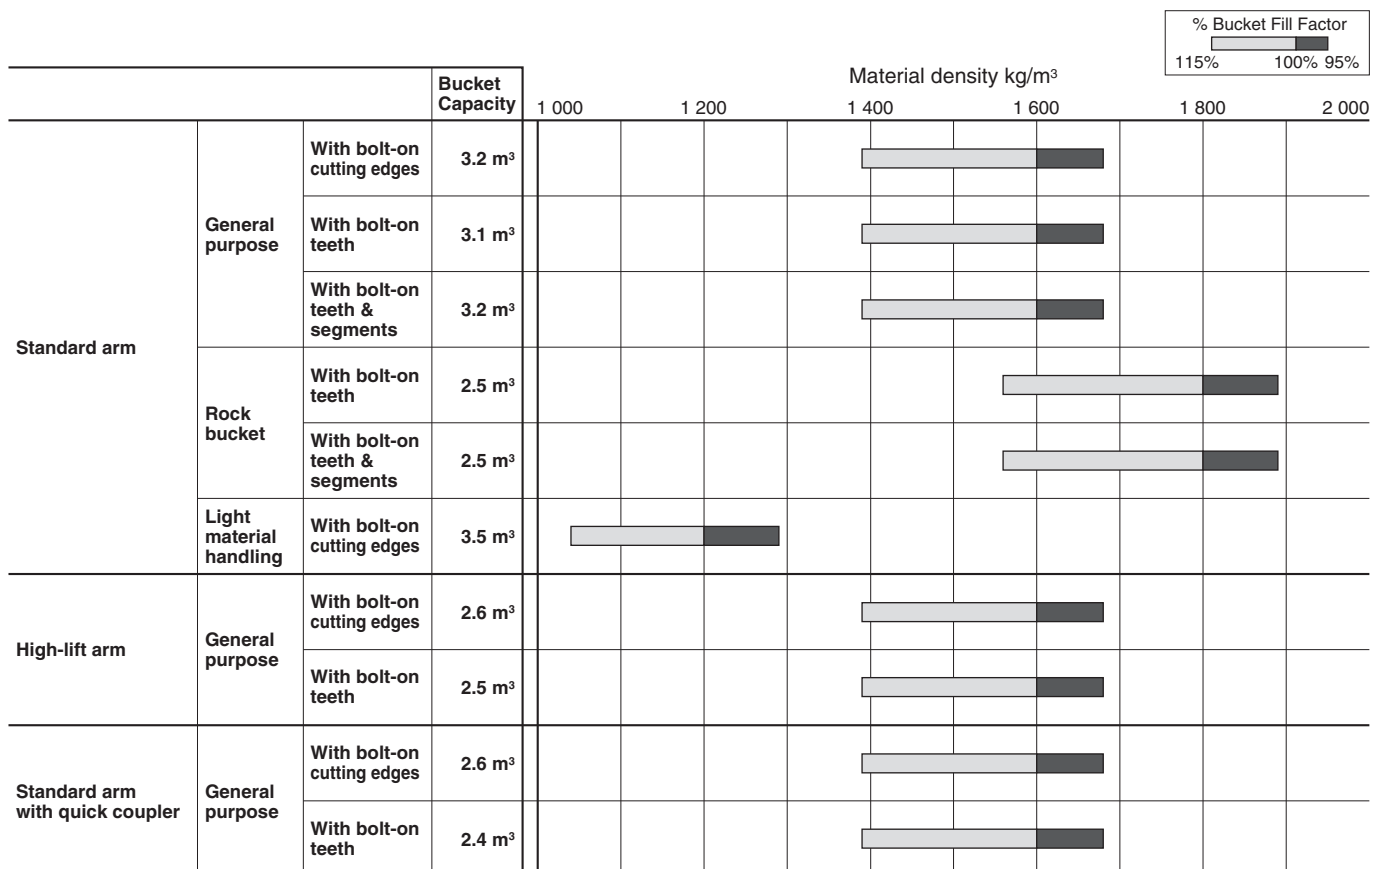 % Bucket Fill Factor
115% 100% 95%
Material density kg/m³
Bucket
Capacity
1 000 1 200 1 400 1 600 1 800 2 000
Standard arm
General
purpose
With bolt-on
cutting edges
3.2 m³
With bolt-on
teeth
3.1 m³
With bolt-on
teeth &
segments
3.2 m³
Rock
bucket
With bolt-on
teeth
2.5 m³
With bolt-on
teeth &
segments
2.5 m³
Light
material
handling
With bolt-on
cutting edges
3.5 m³
High-lift arm
General
purpose
With bolt-on
cutting edges
2.6 m³
With bolt-on
teeth
2.5 m³
Standard arm
with quick coupler
General
purpose
With bolt-on
cutting edges
2.6 m³
With bolt-on
teeth
2.4 m³